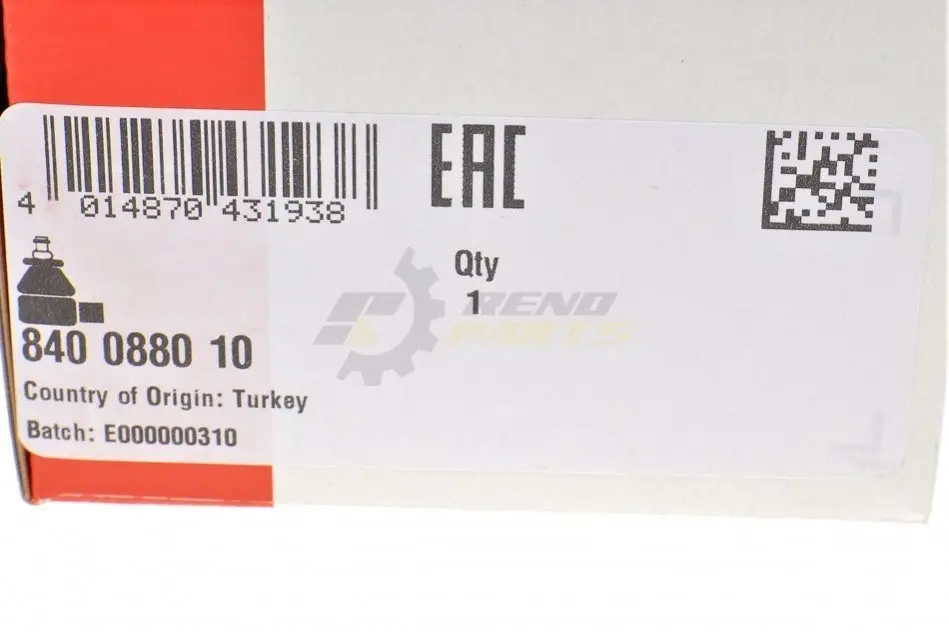 4 014870 431938
EAC
Qty
1
RENO
PARTS
840 0880 10
Country of Origin: Turkey
Batch: E000000310